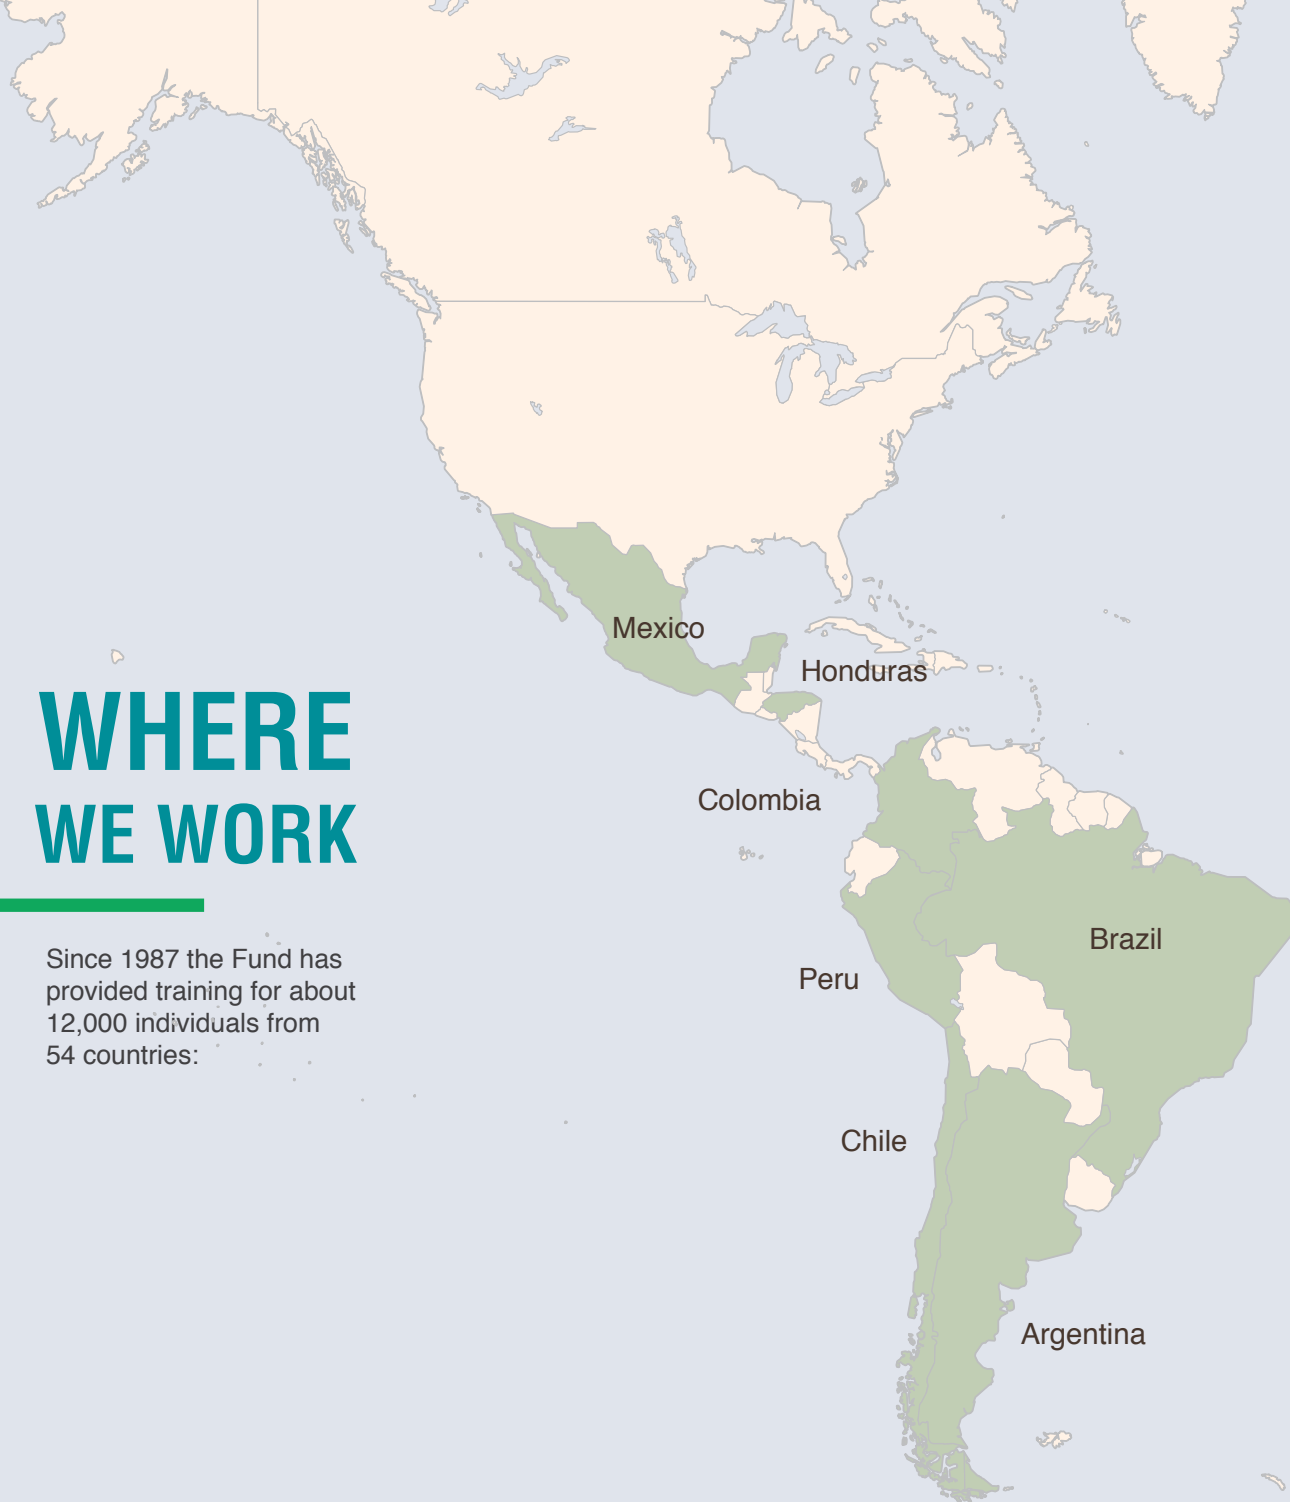 Mexico
Honduras
WHERE
WE WORK
Colombia
Since 1987 the Fund has
provided training for about
12,000 individuals from
54 countries:
Brazil
Peru
Chile
Argentina